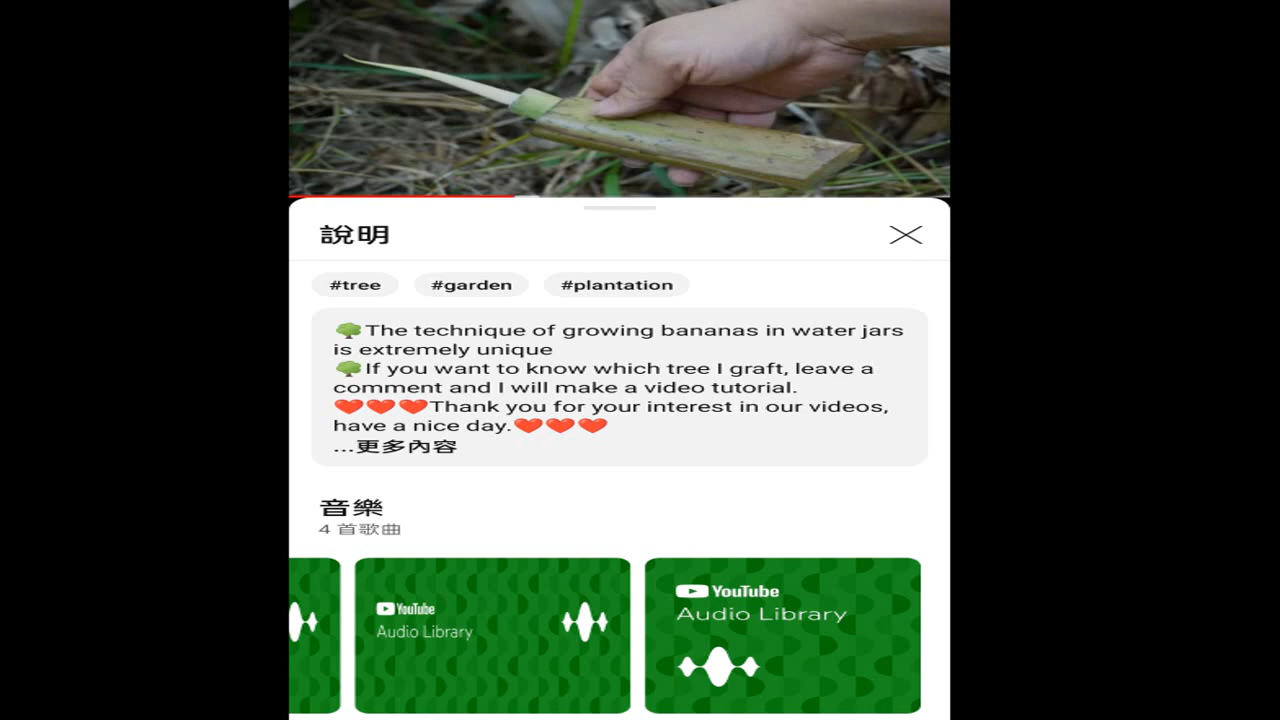 說明
#tree #garden #plantation
🌳The technique of growing bananas in water jars
is extremely unique
🌳If you want to know which tree I graft, leave a
comment and I will make a video tutorial.
❤️❤️❤️Thank you for your interest in our videos,
have a nice day.❤️❤️❤️
...更多內容
音樂
4 首歌曲
YouTube
Audio Library
YouTube
Audio Library